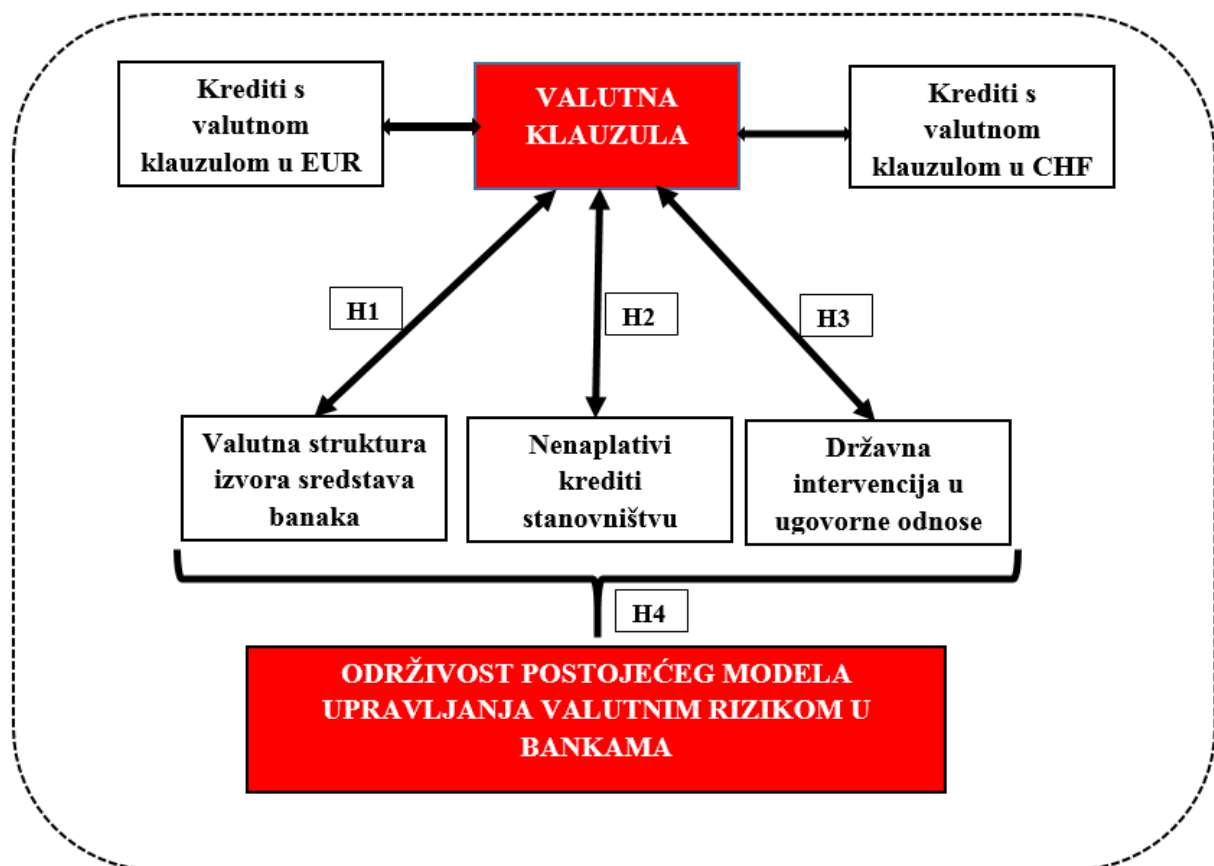 Krediti s
valutnom
klauzulom u EUR
VALUTNA
KLAUZULA
Krediti s
valutnom
klauzulom u CHF
H1
H2
H3
Valutna struktura
izvora sredstava
banaka
Nenaplativi
krediti
stanovništvu
Državna
intervencija u
ugovorne odnose
H4
ODRŽIVOST POSTOJEĆEG MODELA
UPRAVLJANJA VALUTNIM RIZIKOM U
BANKAMA